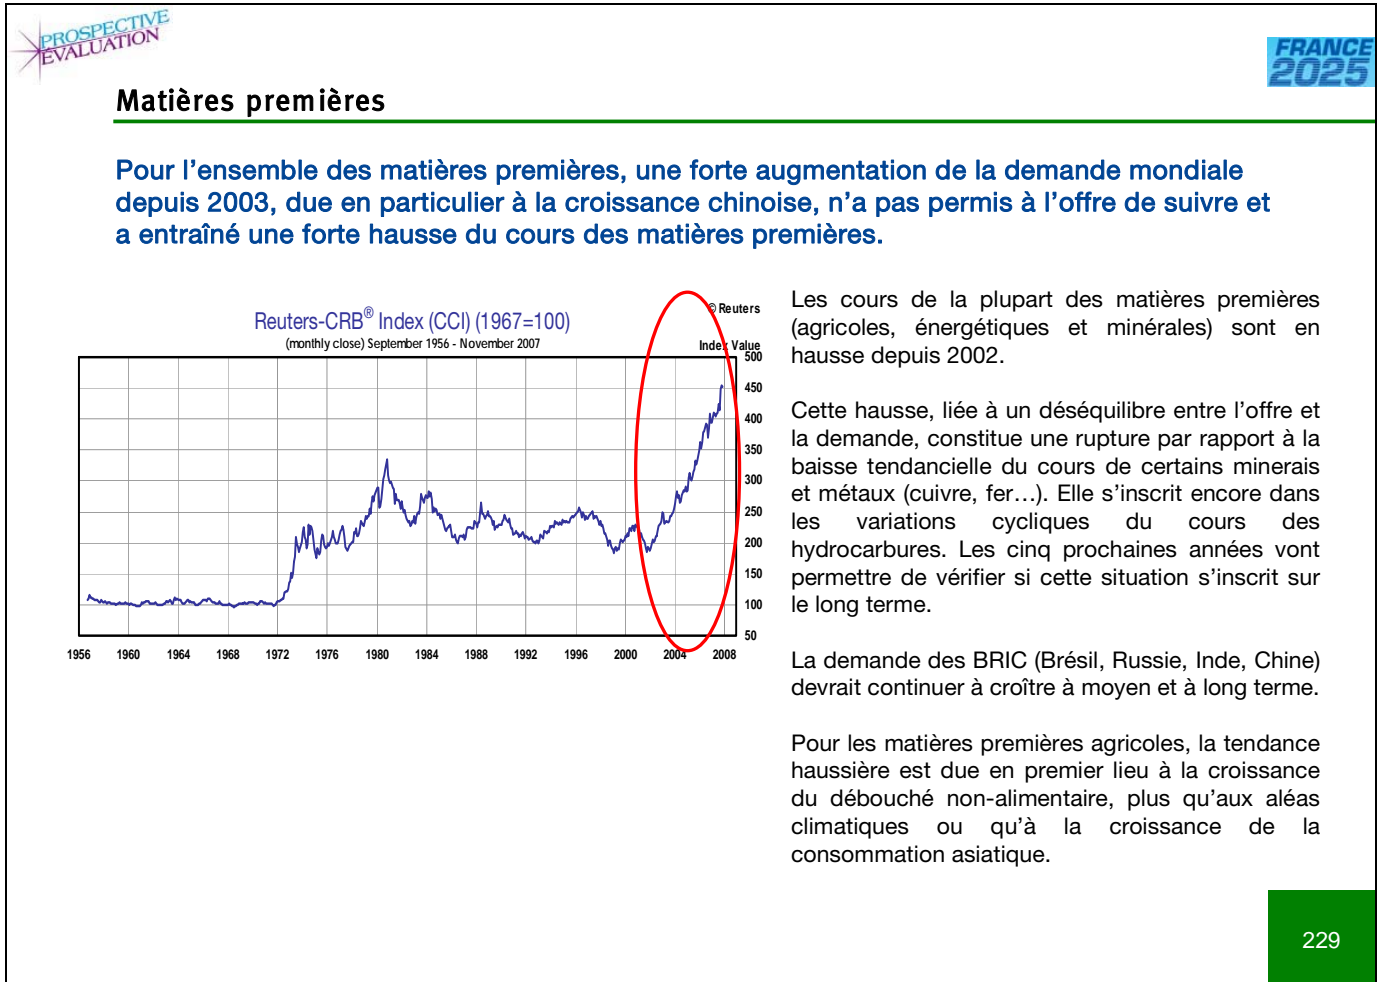 PROSPECTIVE
EVALUATION
FRANCE
2025
Matières premières
Pour l’ensemble des matières premières, une forte augmentation de la demande mondiale
depuis 2003, due en particulier à la croissance chinoise, n’a pas permis à l’offre de suivre et
a entraîné une forte hausse du cours des matières premières.
© Reuters
Reuters-CRB® Index (CCI) (1967=100)
(monthly close) September 1956 - November 2007
Index Value
500
450
400
350
300
250
200
150
100
50
1956 1960 1964 1968 1972 1976 1980 1984 1988 1992 1996 2000 2004 2008
Les cours de la plupart des matières premières
(agricoles, énergétiques et minérales) sont en
hausse depuis 2002.
Cette hausse, liée à un déséquilibre entre l’offre et
la demande, constitue une rupture par rapport à la
baisse tendancielle du cours de certains minerais
et métaux (cuivre, fer…). Elle s’inscrit encore dans
les variations cycliques du cours des
hydrocarbures. Les cinq prochaines années vont
permettre de vérifier si cette situation s’inscrit sur
le long terme.
La demande des BRIC (Brésil, Russie, Inde, Chine)
devrait continuer à croître à moyen et à long terme.
Pour les matières premières agricoles, la tendance
haussière est due en premier lieu à la croissance
du débouché non-alimentaire, plus qu’aux aléas
climatiques ou qu’à la croissance de la
consommation asiatique.
229